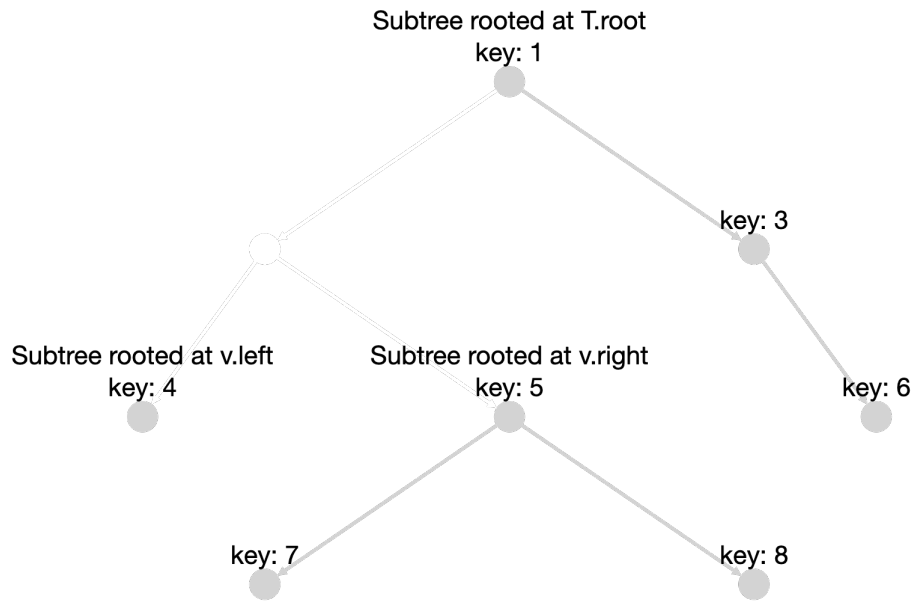 Subtree rooted at T.root
key: 1
key: 3
Subtree rooted at v.left
key: 4
Subtree rooted at v.right
key: 5
key: 6
key: 7
key: 8